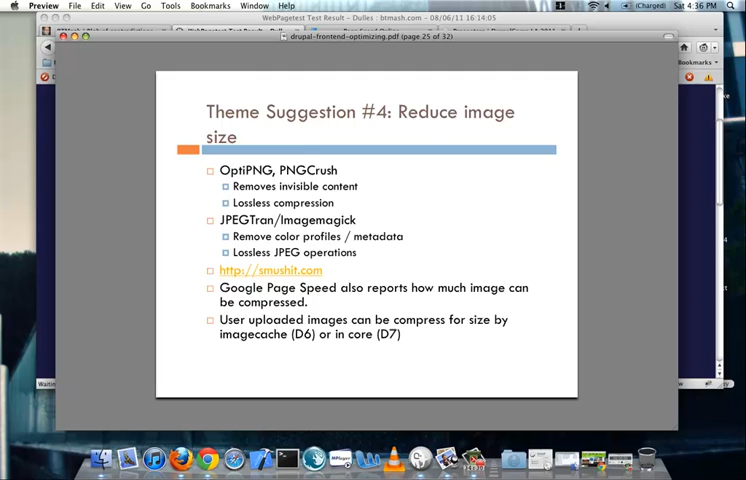 Preview File Edit View Go Tools Bookmarks Window Help
(Charged) Sat 4:36 PM
WebPagetest Test Result – Dulles : btmash.com – 08/06/11 16:14:05
drupal-frontend-optimizing.pdf (page 25 of 32)
Bookmarks
Theme Suggestion #4: Reduce image
size
OptiPNG, PNGCrush
Removes invisible content
Lossless compression
JPEGTran/Imagemagick
Remove color profiles / metadata
Lossless JPEG operations
http://smushit.com
Google Page Speed also reports how much image can
be compressed.
User uploaded images can be compress for size by
imagecache (D6) or in core (D7)
MPlayer